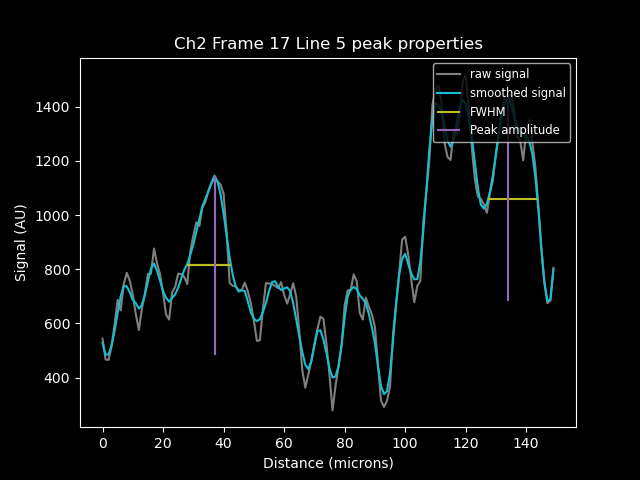 Ch2 Frame 17 Line 5 peak properties
raw signal
smoothed signal
FWHM
Peak amplitude
Signal (AU)
1400
1200
1000
800
600
400
0 20 40 60 80 100 120 140
Distance (microns)